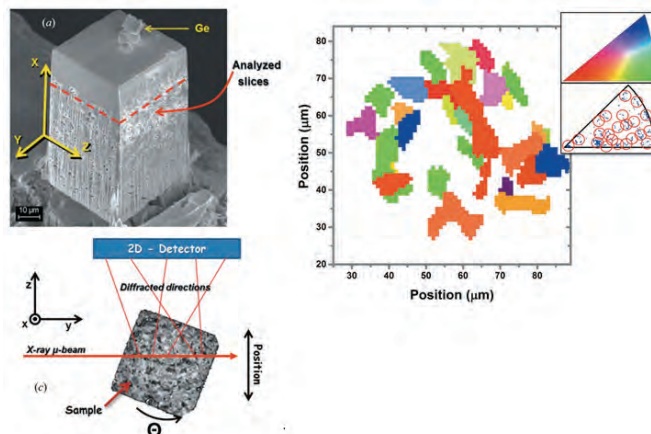 (a)
Ge
X
Analyzed
slices
Y
Z
10 µm
2D - Detector
Diffracted directions
z
x
y
X-ray µ-beam
Position
(c)
Sample
Θ
80
70
60
50
40
30
20
Position (µm)
30
40
50
60
70
80
Position (µm)